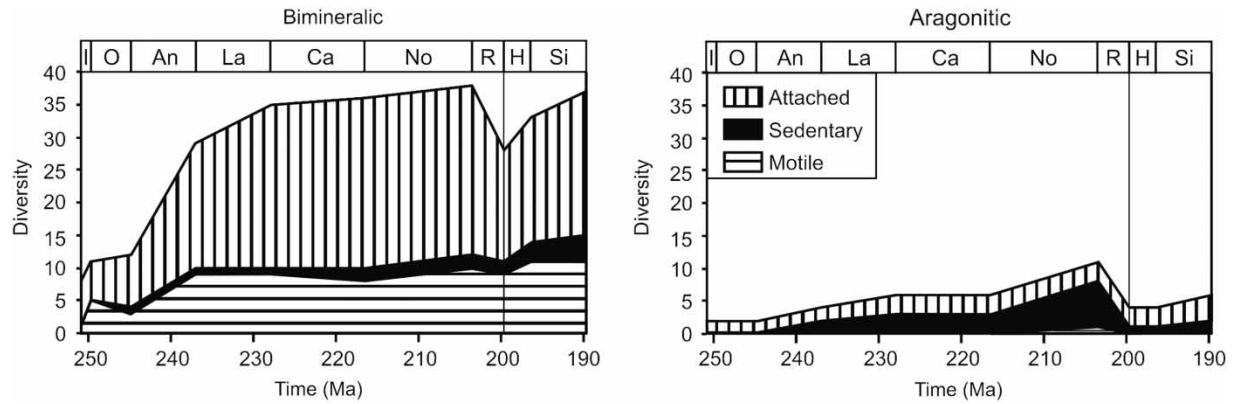 Bimineralic
I O An La Ca No R H Si
40
35
30
25
20
15
10
5
0
Diversity
250 240 230 220 210 200 190
Time (Ma)
Aragonitic
I O An La Ca No R H Si
40
35
30
25
20
15
10
5
0
Diversity
Attached
Sedentary
Motile
250 240 230 220 210 200 190
Time (Ma)